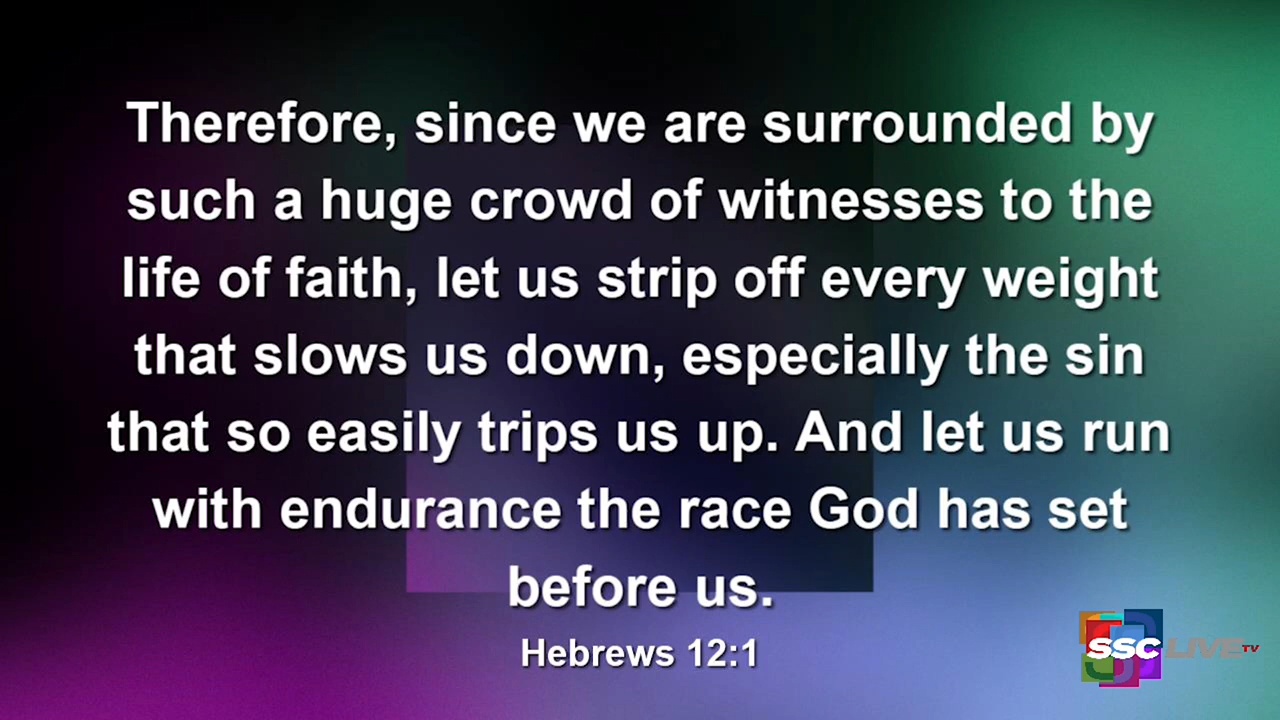 Therefore, since we are surrounded by
such a huge crowd of witnesses to the
life of faith, let us strip off every weight
that slows us down, especially the sin
that so easily trips us up. And let us run
with endurance the race God has set
before us.
Hebrews 12:1
SSC LIVE TV